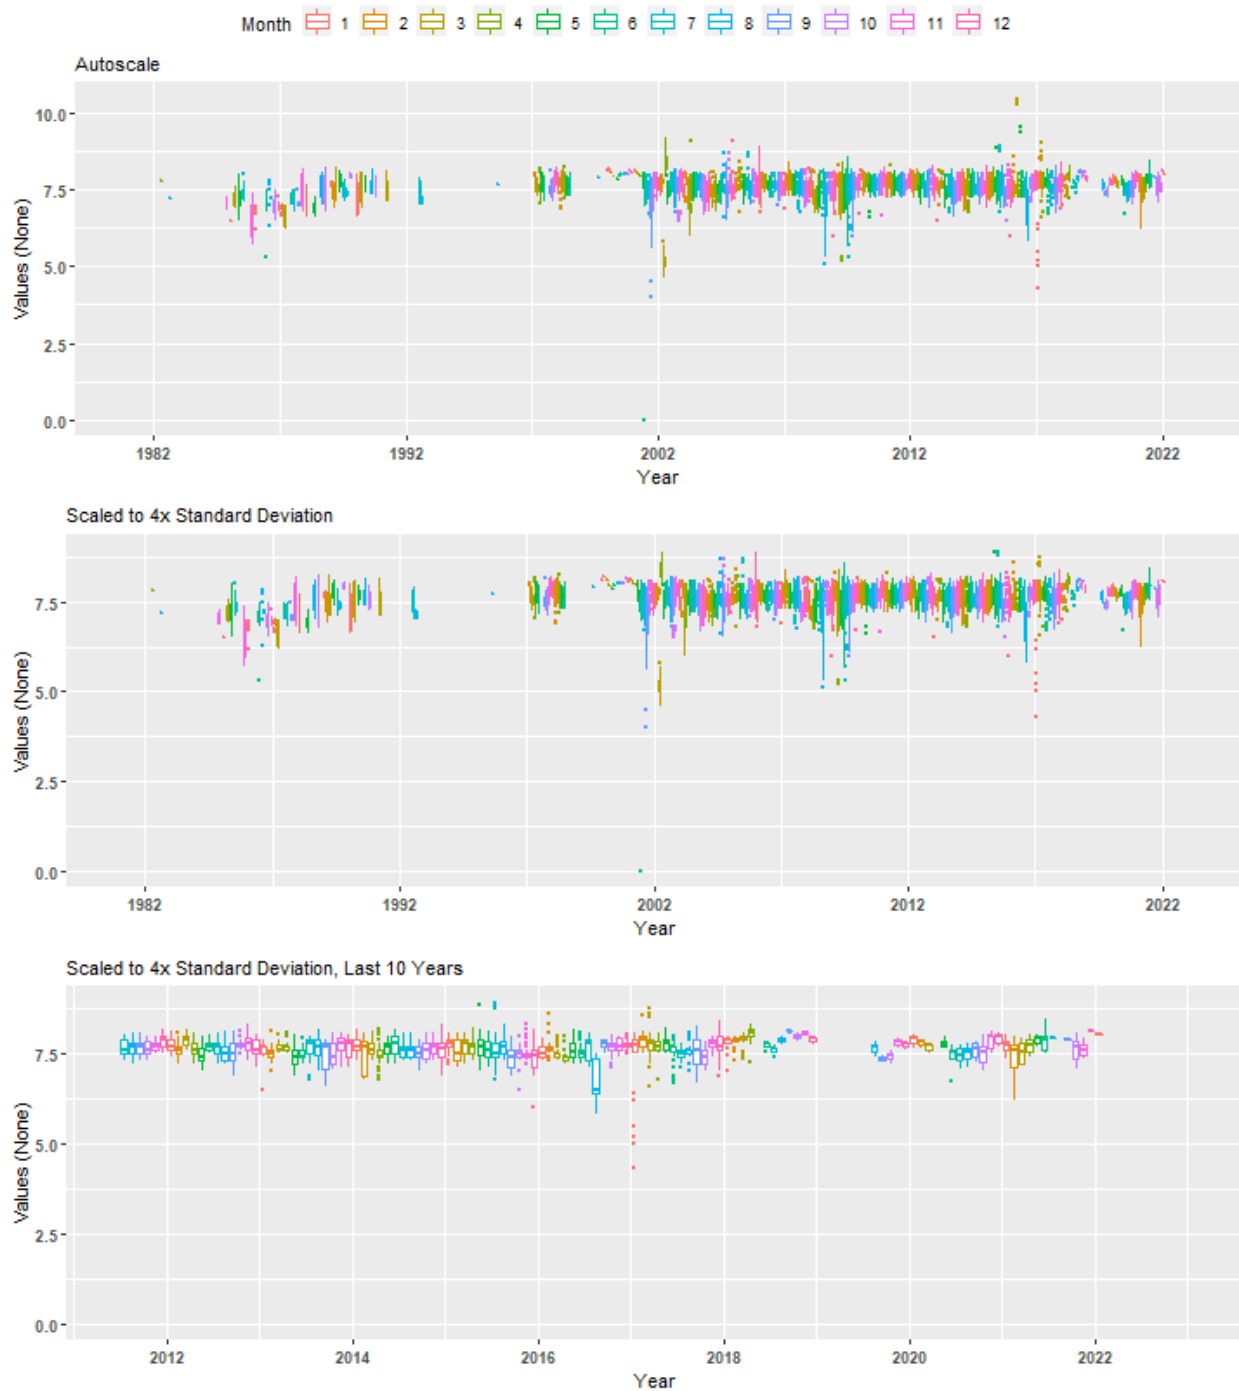 Month 1 2 3 4 5 6 7 8 9 10 11 12
Autoscale
10.0
7.5
5.0
2.5
0.0
Values (None)
1982 1992 2002 2012 2022
Year
Scaled to 4x Standard Deviation
7.5
5.0
2.5
0.0
Values (None)
1982 1992 2002 2012 2022
Year
Scaled to 4x Standard Deviation, Last 10 Years
7.5
5.0
2.5
0.0
Values (None)
2012 2014 2016 2018 2020 2022
Year